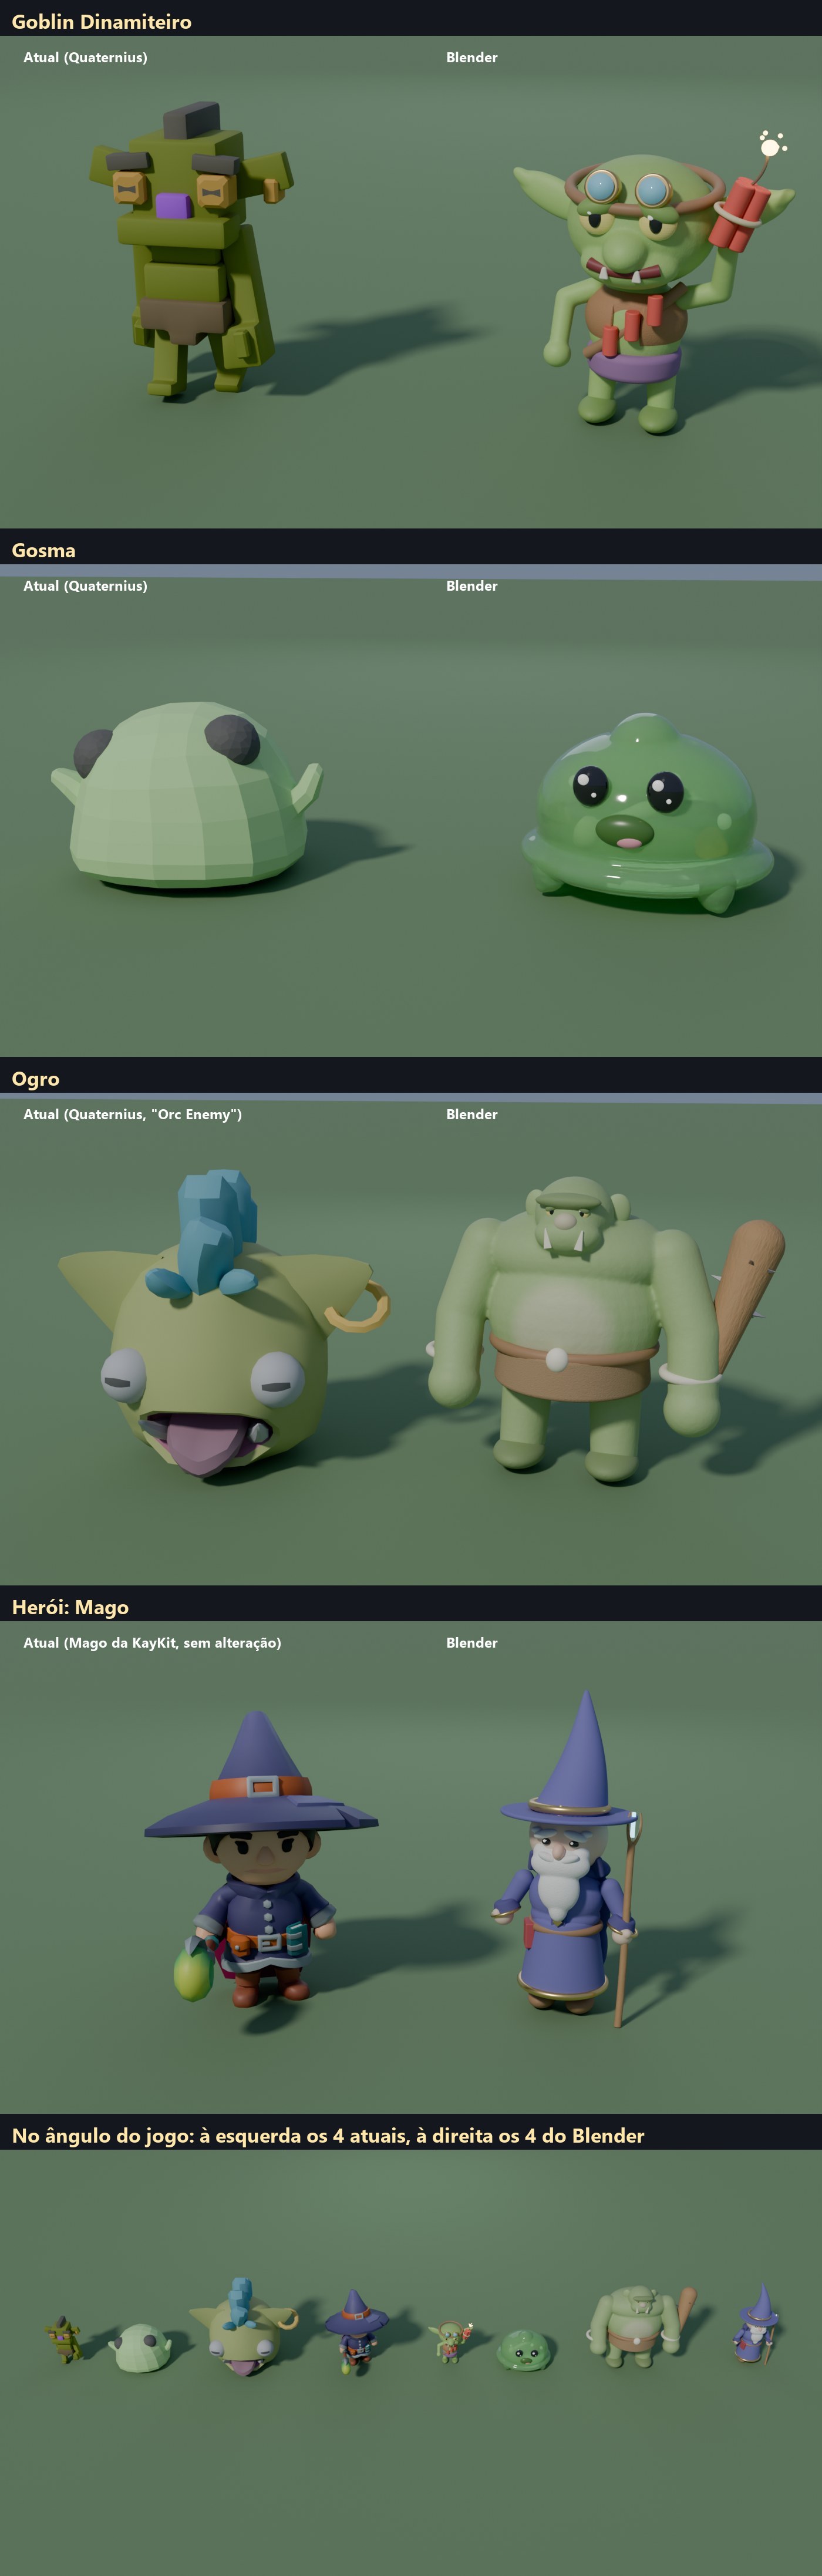 Goblin Dinamiteiro
Atual (Quaternius)
Blender
Gosma
Atual (Quaternius)
Blender
Ogro
Atual (Quaternius, "Orc Enemy")
Blender
Herói: Mago
Atual (Mago da KayKit, sem alteração)
Blender
No ângulo do jogo: à esquerda os 4 atuais, à direita os 4 do Blender